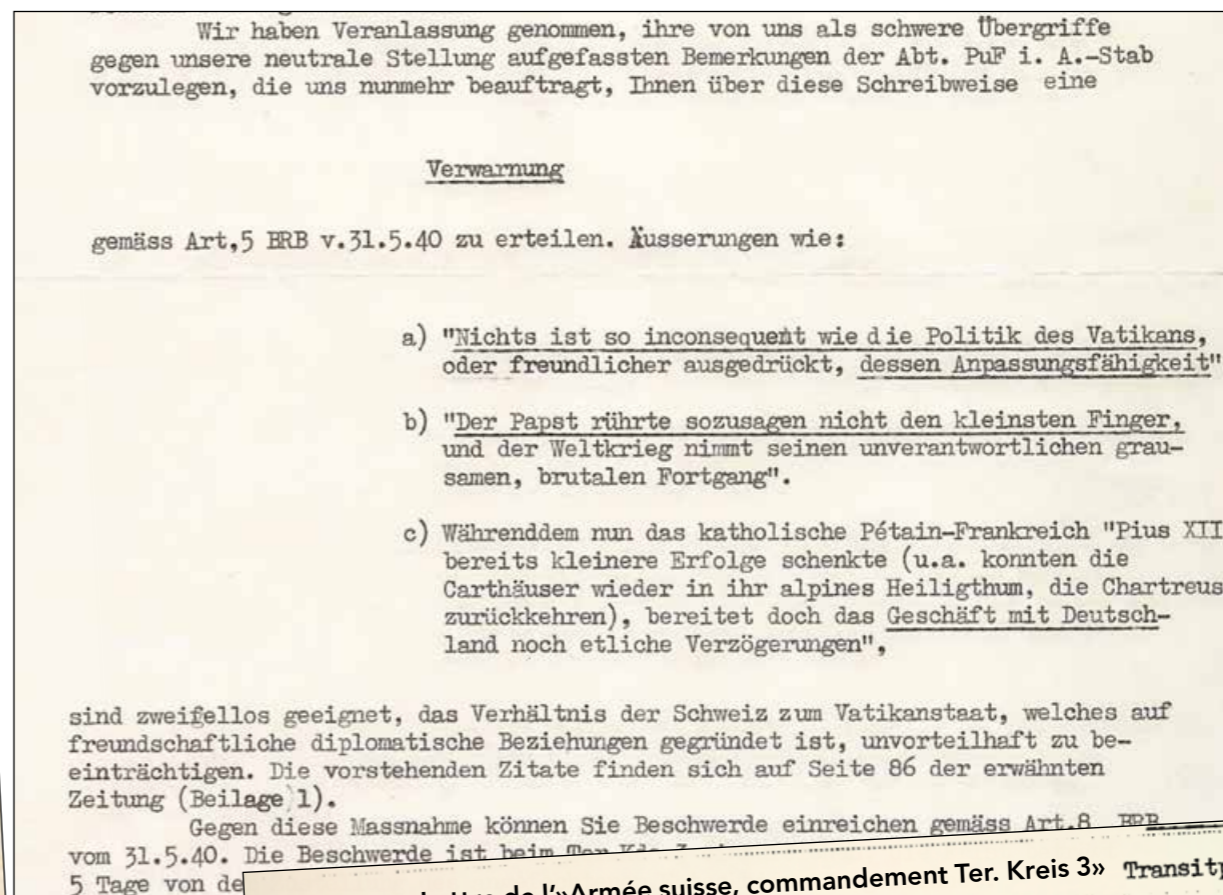 Wir haben Veranlassung genommen, ihre von uns als schwere Übergriffe
gegen unsere neutrale Stellung aufgefassten Bemerkungen der Abt. PuF i. A.-Stab
vorzulegen, die uns nunmehr beauftragt, Ihnen über diese Schreibweise eine
Verwarnung
gemäss Art,5 BRB v.31.5.40 zu erteilen. Äusserungen wie:
a) "Nichts ist so inconsequent wie d ie Politik des Vatikans,
oder freundlicher ausgedrückt, dessen Anpassungsfähigkeit"
b) "Der Papst rührte sozusagen nicht den kleinsten Finger,
und der Weltkrieg nimmt seinen unverantwortlichen grau-
samen, brutalen Fortgang".
c) Währenddem nun das katholische Pétain-Frankreich "Pius XII
bereits kleinere Erfolge schenkte (u.a. konnten die
Carthäuser wieder in ihr alpines Heiligthum, die Chartreus
zurückkehren), bereitet doch das Geschäft mit Deutsch-
land noch etliche Verzögerungen",
sind zweifellos geeignet, das Verhältnis der Schweiz zum Vatikanstaat, welches auf
freundschaftliche diplomatische Beziehungen gegründet ist, unvorteilhaft zu be-
einträchtigen. Die vorstehenden Zitate finden sich auf Seite 86 der erwähnten
Zeitung (Beilage 1).
Gegen diese Massnahme können Sie Beschwerde einreichen gemäss Art.8 BRB
vom 31.5.40. Die Beschwerde ist beim
5 Tage von de
de l'»Armée suisse, commandement Ter. Kreis 3» Transit